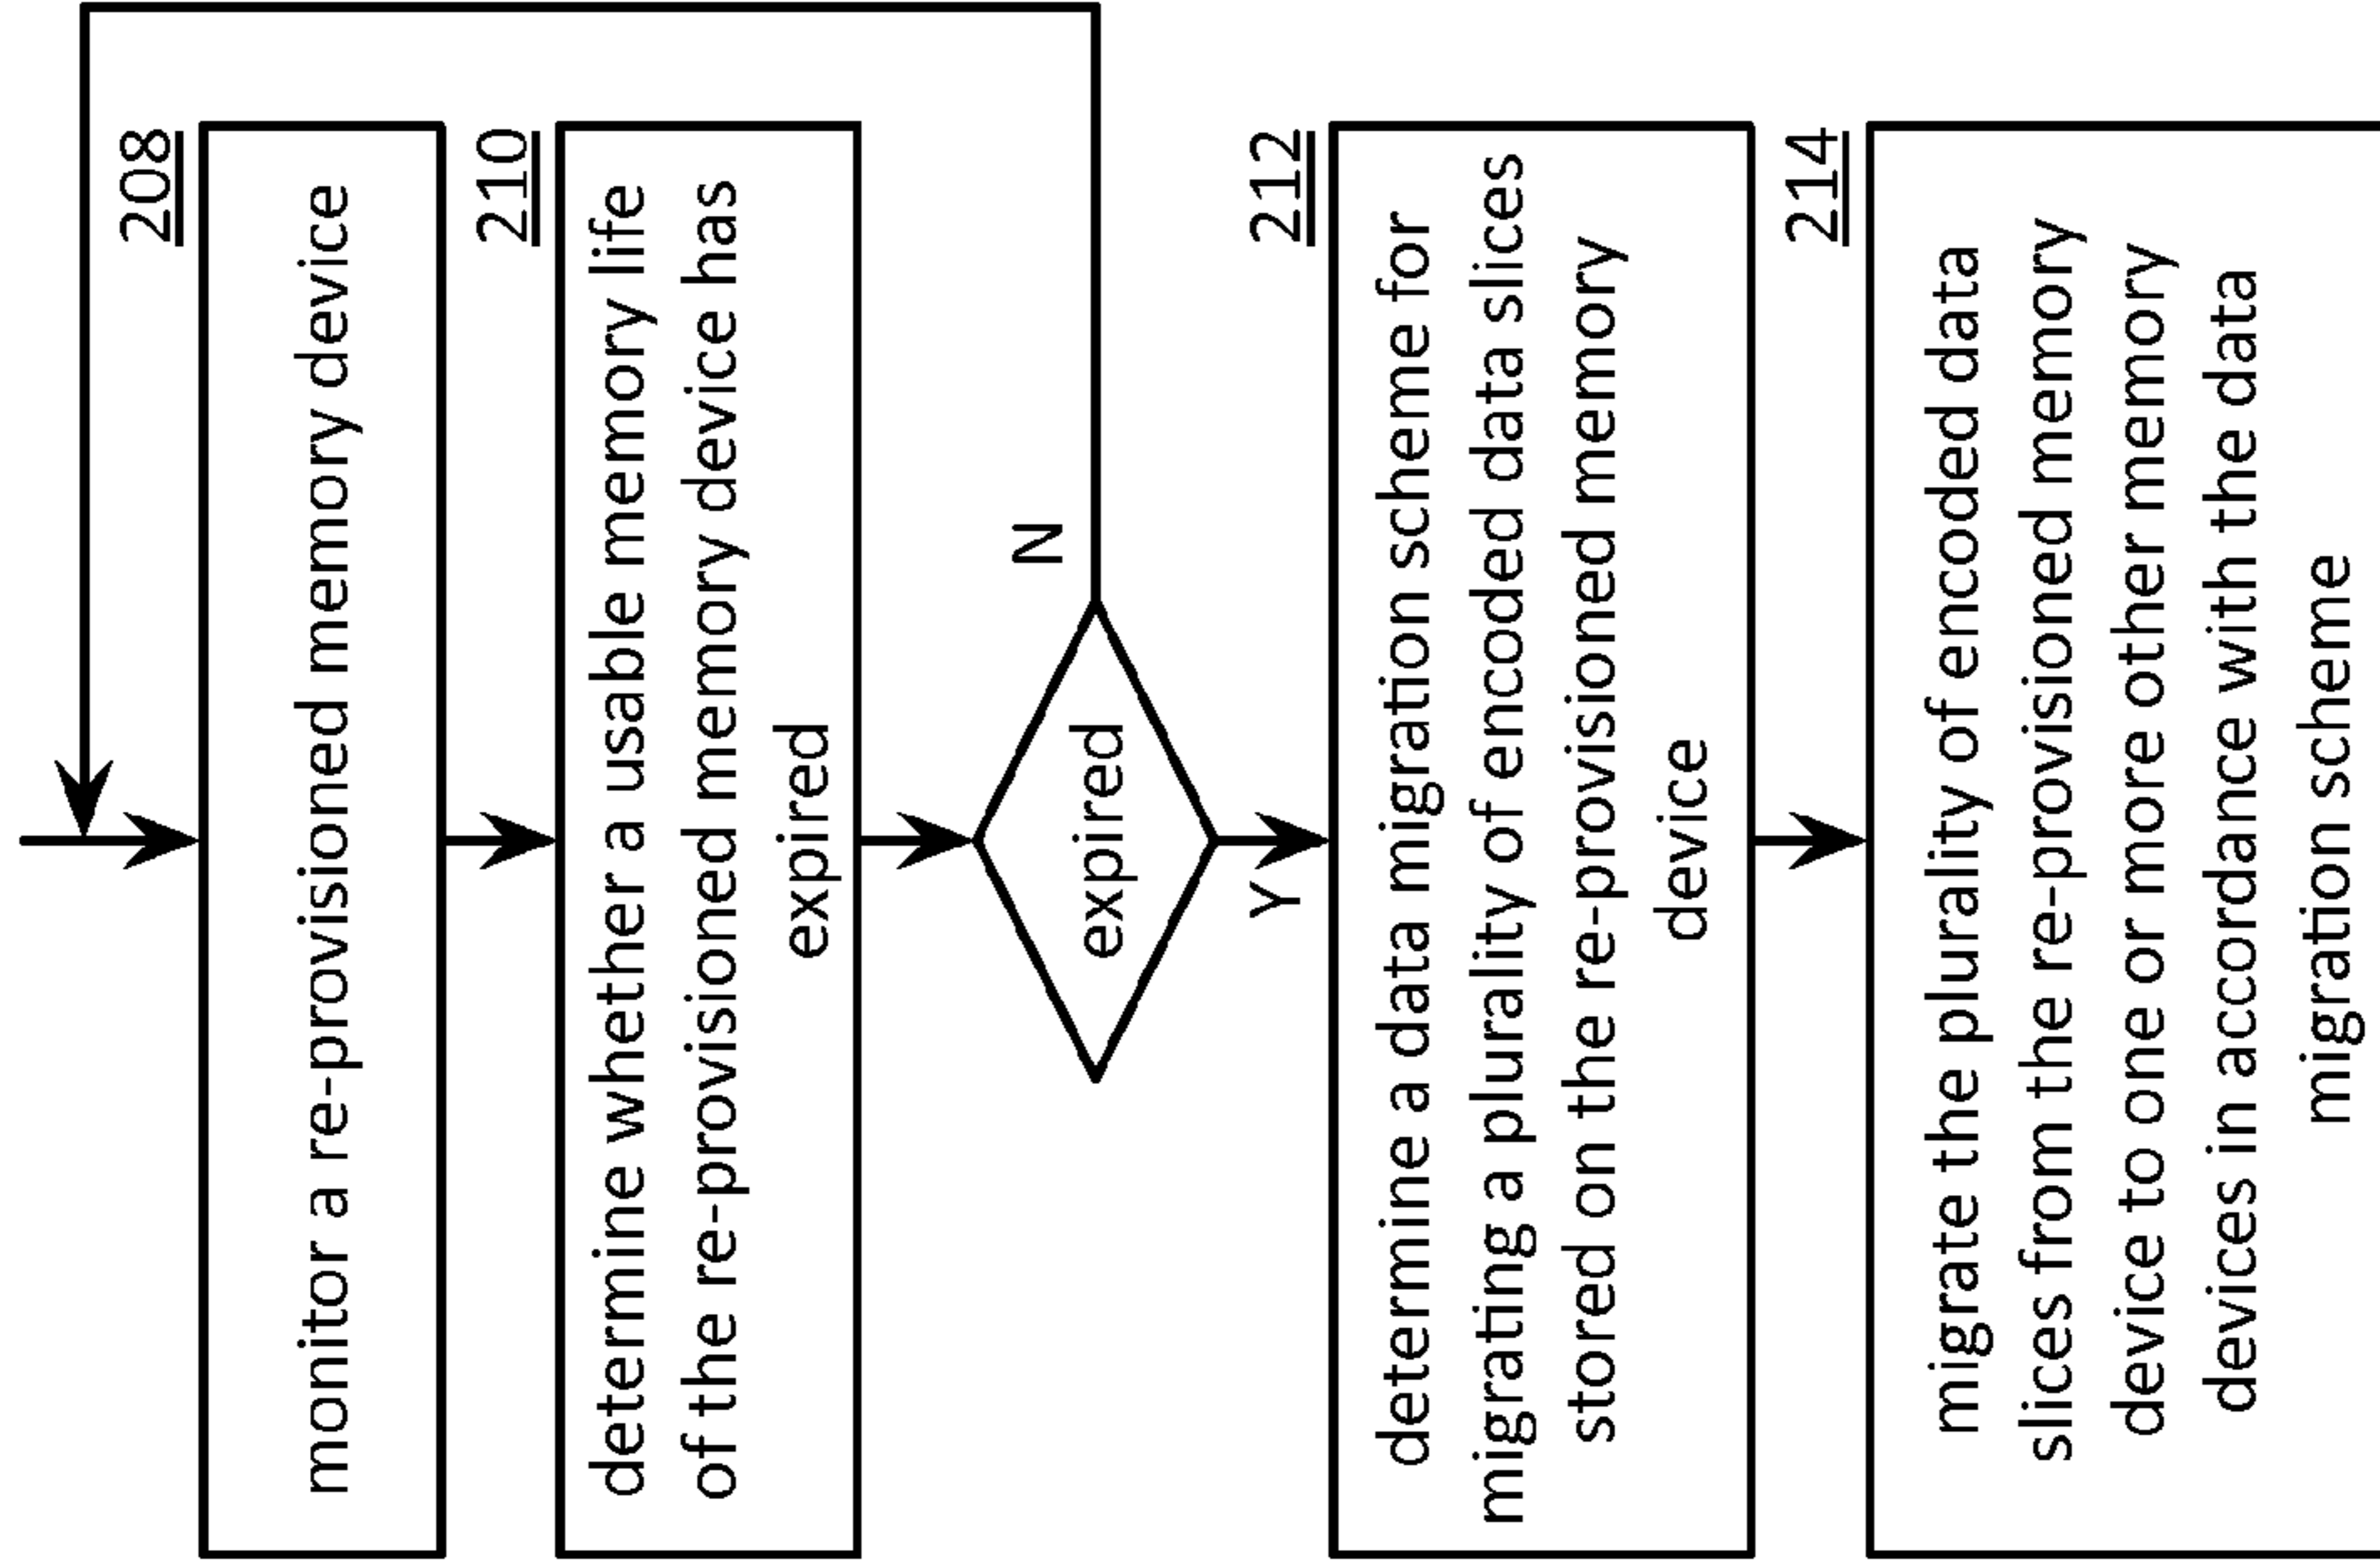 208
monitor a re-provisioned memory device
210
determine whether a usable memory life
of the re-provisioned memory device has
expired
expired
N
Y
212
determine a data migration scheme for
migrating a plurality of encoded data slices
stored on the re-provisioned memory
device
214
migrate the plurality of encoded data
slices from the re-provisioned memory
device to one or more other memory
devices in accordance with the data
migration scheme